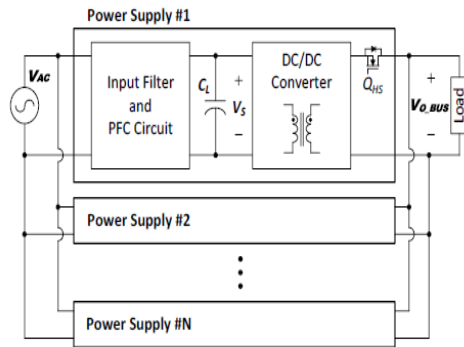 Power Supply #1
VAC
Input Filter
and
PFC Circuit
CL
+
VS
–
DC/DC
Converter
QHS
+
VO_BUS
–
Load
Power Supply #2
Power Supply #N